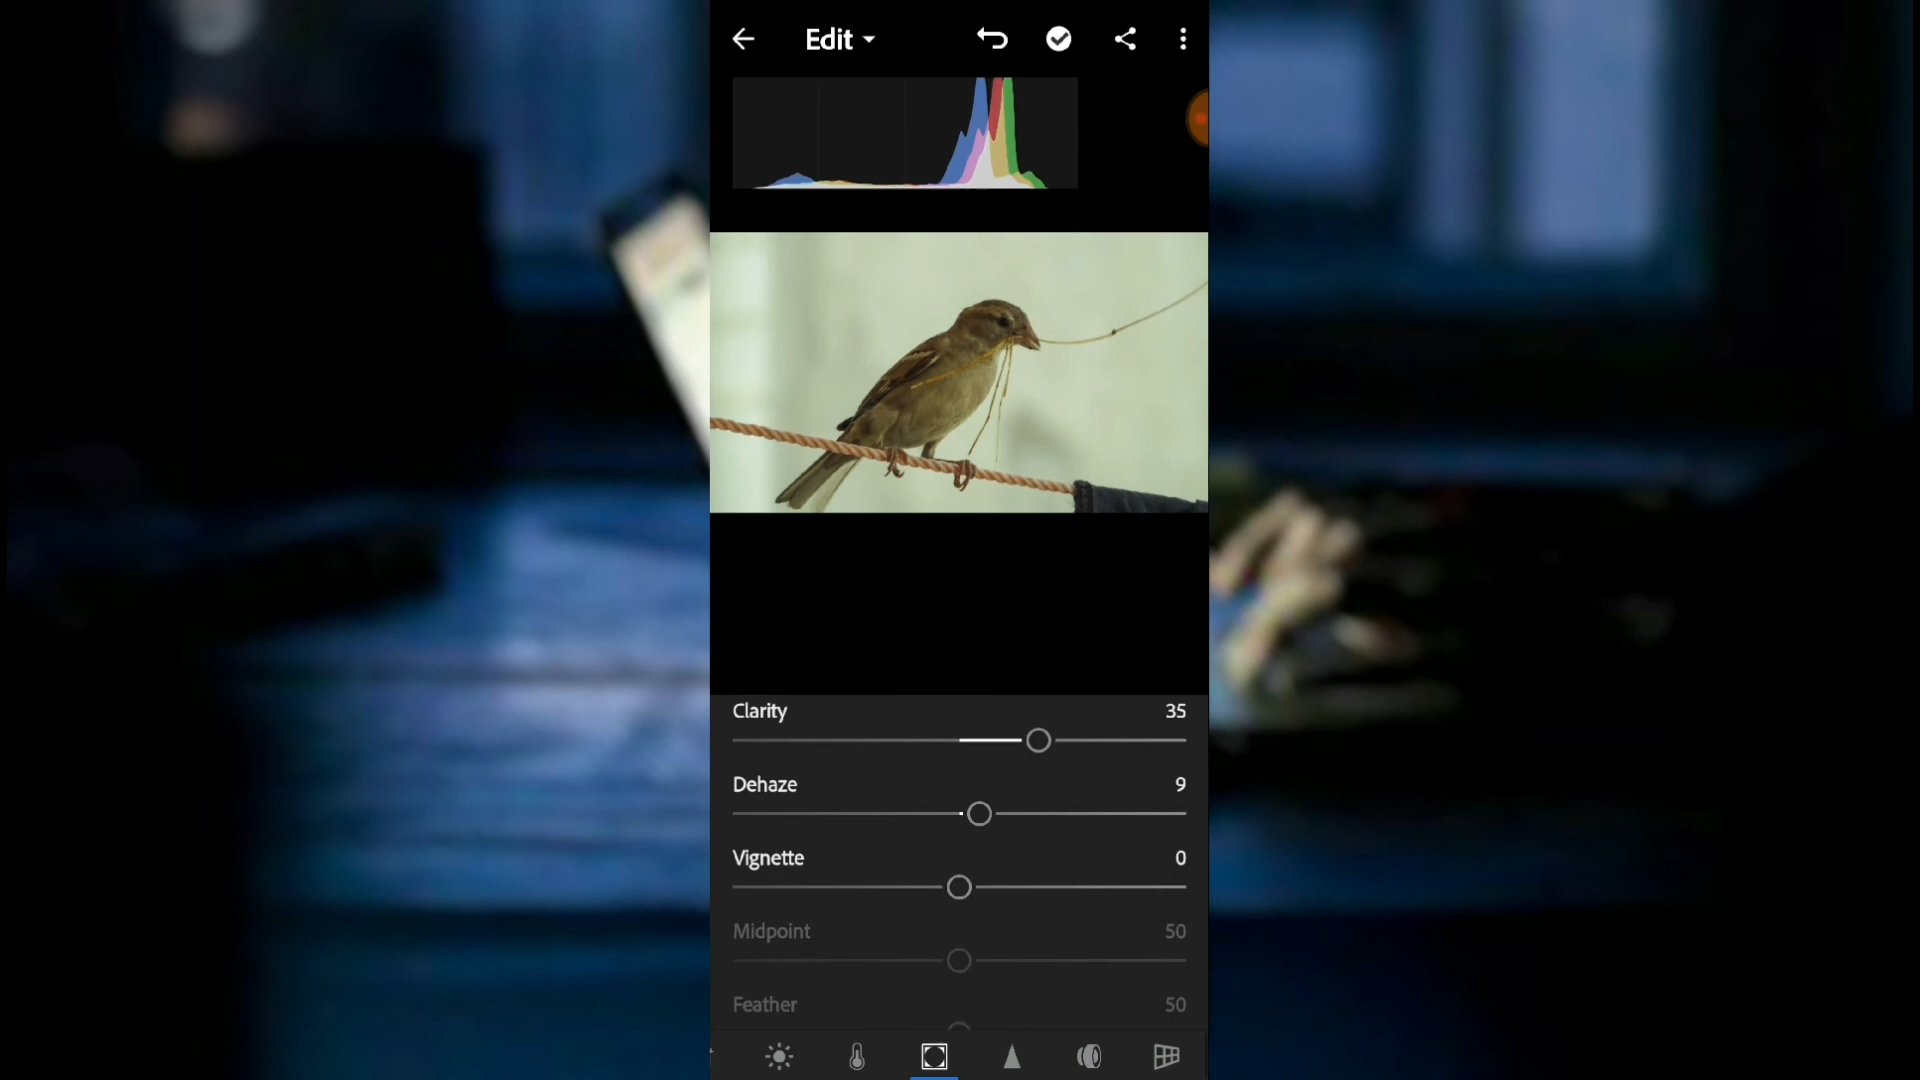 Edit
Clarity 35
Dehaze 9
Vignette 0
Midpoint 50
Feather 50